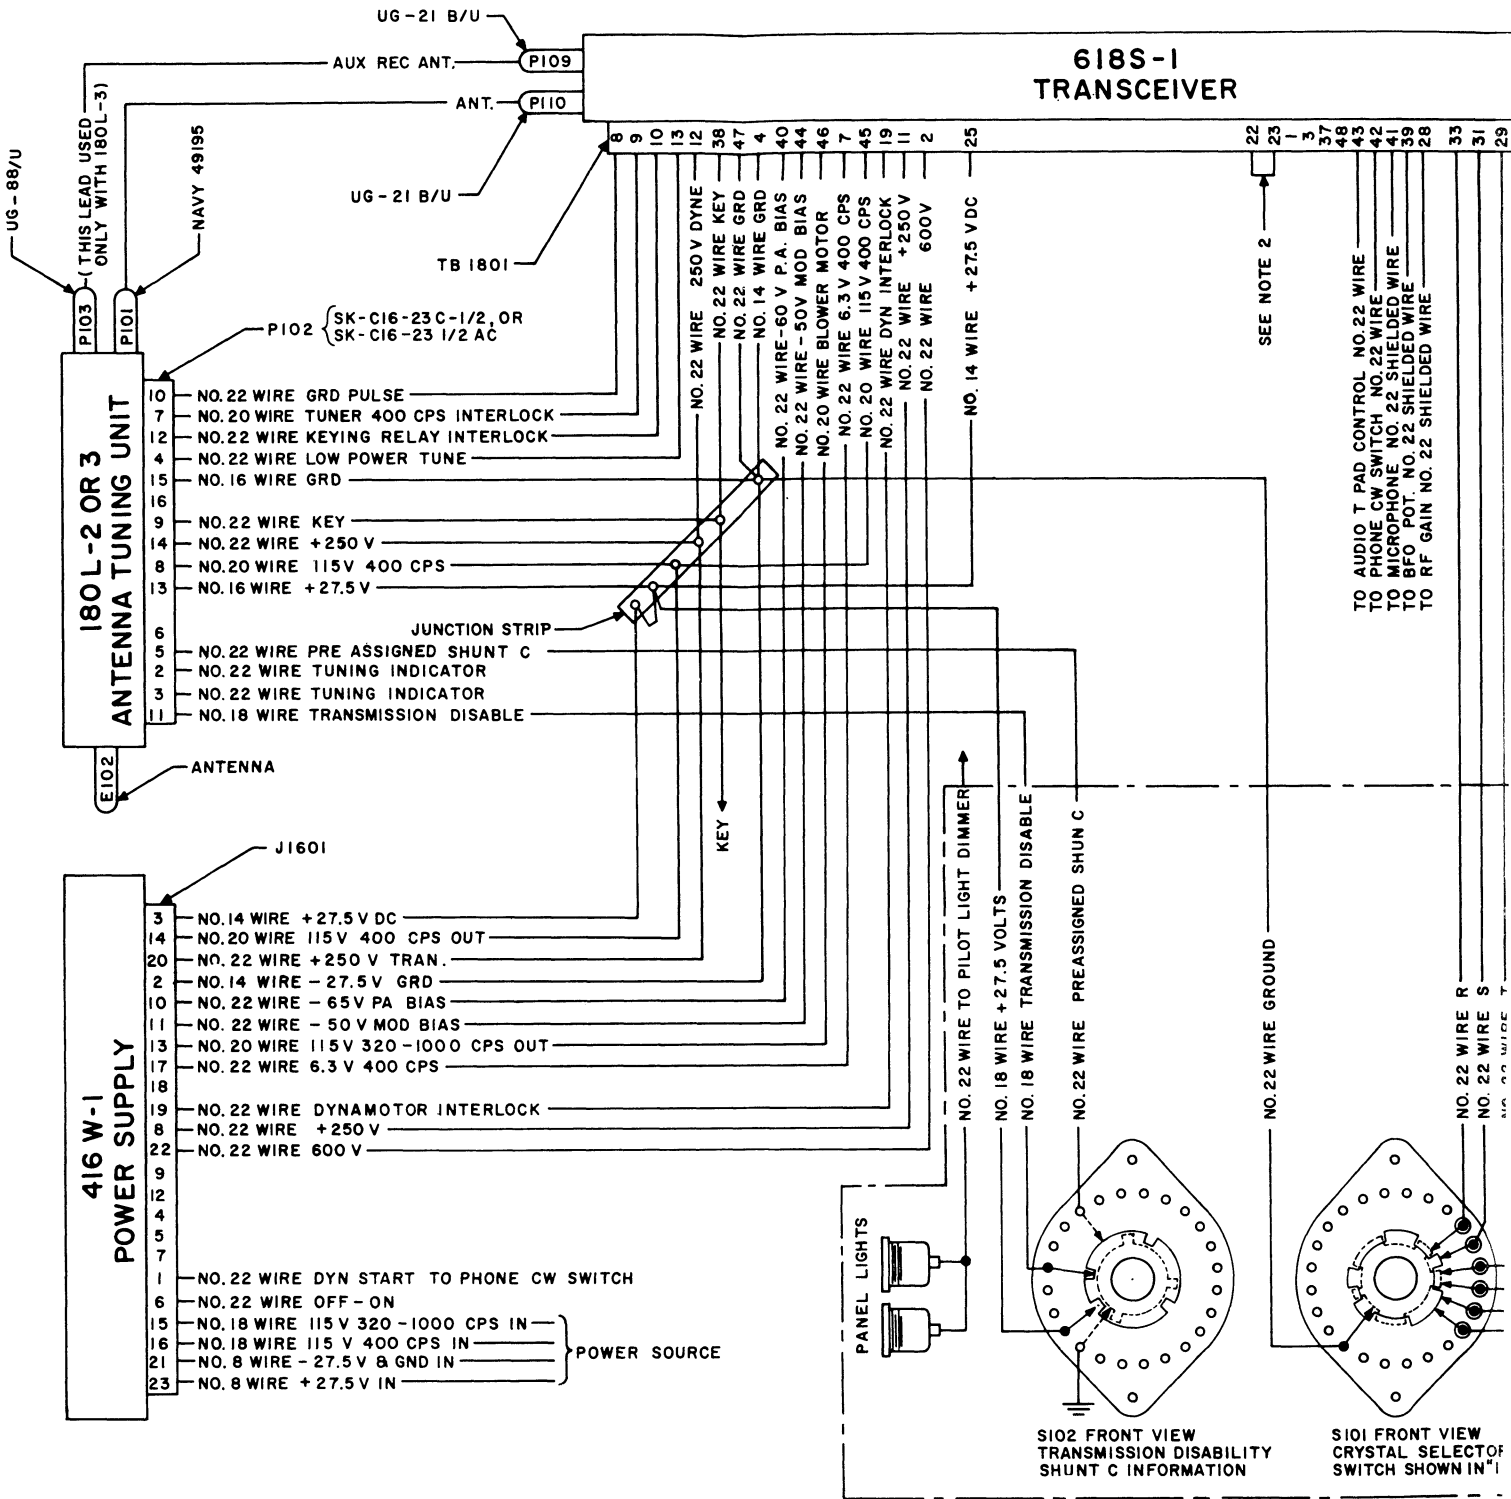 UG-21 B/U
AUX REC ANT.
P109
ANT.
P110
UG-21 B/U
618S-1
TRANSCEIVER
8 9 10 13 12 38 47 4 40 44 46 7 45 19 11 2 25 22 23 1 3 37 48 43 42 41 39 28 33 31 29
TB 1801
UG-88/U
(THIS LEAD USED
ONLY WITH 180L-3)
NAVY 49195
P103
P101
P102
SK-C16-23C-1/2, OR
SK-C16-23 1/2 AC
180L-2 OR 3
ANTENNA TUNING UNIT
10 NO.22 WIRE GRD PULSE
7 NO.20 WIRE TUNER 400 CPS INTERLOCK
12 NO.22 WIRE KEYING RELAY INTERLOCK
4 NO.22 WIRE LOW POWER TUNE
15 NO.16 WIRE GRD
16
9 NO.22 WIRE KEY
14 NO.22 WIRE +250 V
8 NO.20 WIRE 115V 400 CPS
13 NO.16 WIRE +27.5V
6
5 NO.22 WIRE PRE ASSIGNED SHUNT C
2 NO.22 WIRE TUNING INDICATOR
3 NO.22 WIRE TUNING INDICATOR
11 NO.18 WIRE TRANSMISSION DISABLE
JUNCTION STRIP
E102
ANTENNA
NO.22 WIRE 250V DYNE
NO.22 WIRE KEY
NO.22 WIRE GRD
NO.14 WIRE GRD
NO.22 WIRE-60 V P.A. BIAS
NO.22 WIRE-50V MOD BIAS
NO.20 WIRE BLOWER MOTOR
NO.22 WIRE 6.3V 400 CPS
NO.20 WIRE 115V 400 CPS
NO.22 WIRE DYN INTERLOCK
NO.22 WIRE +250V
NO.22 WIRE 600V
NO.14 WIRE +27.5VDC
SEE NOTE 2
TO AUDIO T PAD CONTROL NO.22 WIRE
TO PHONE CW SWITCH NO.22 WIRE
TO MICROPHONE NO.22 SHIELDED WIRE
TO BFO POT. NO.22 SHIELDED WIRE
TO RF GAIN NO.22 SHIELDED WIRE
KEY
J1601
416 W-1
POWER SUPPLY
3 NO.14 WIRE +27.5V DC
14 NO.20 WIRE 115V 400 CPS OUT
20 NO.22 WIRE +250 V TRAN.
2 NO.14 WIRE -27.5V GRD
10 NO.22 WIRE -65V PA BIAS
11 NO.22 WIRE -50V MOD BIAS
13 NO.20 WIRE 115V 320-1000 CPS OUT
17 NO.22 WIRE 6.3V 400 CPS
18
19 NO.22 WIRE DYNAMOTOR INTERLOCK
8 NO.22 WIRE +250V
22 NO.22 WIRE 600V
9
12
4
5
7
1 NO.22 WIRE DYN START TO PHONE CW SWITCH
6 NO.22 WIRE OFF-ON
15 NO.18 WIRE 115V 320-1000 CPS IN
16 NO.18 WIRE 115 V 400 CPS IN
21 NO.8 WIRE -27.5V & GND IN
23 NO.8 WIRE +27.5V IN
POWER SOURCE
NO.22 WIRE TO PILOT LIGHT DIMMER
NO.18 WIRE +27.5 VOLTS
NO.18 WIRE TRANSMISSION DISABLE
NO.22 WIRE PREASSIGNED SHUN C
NO.22 WIRE GROUND
NO.22 WIRE R
NO.22 WIRE S
PANEL LIGHTS
S102 FRONT VIEW
TRANSMISSION DISABILITY
SHUNT C INFORMATION
S101 FRONT VIEW
CRYSTAL SELECTOR
SWITCH SHOWN IN "1